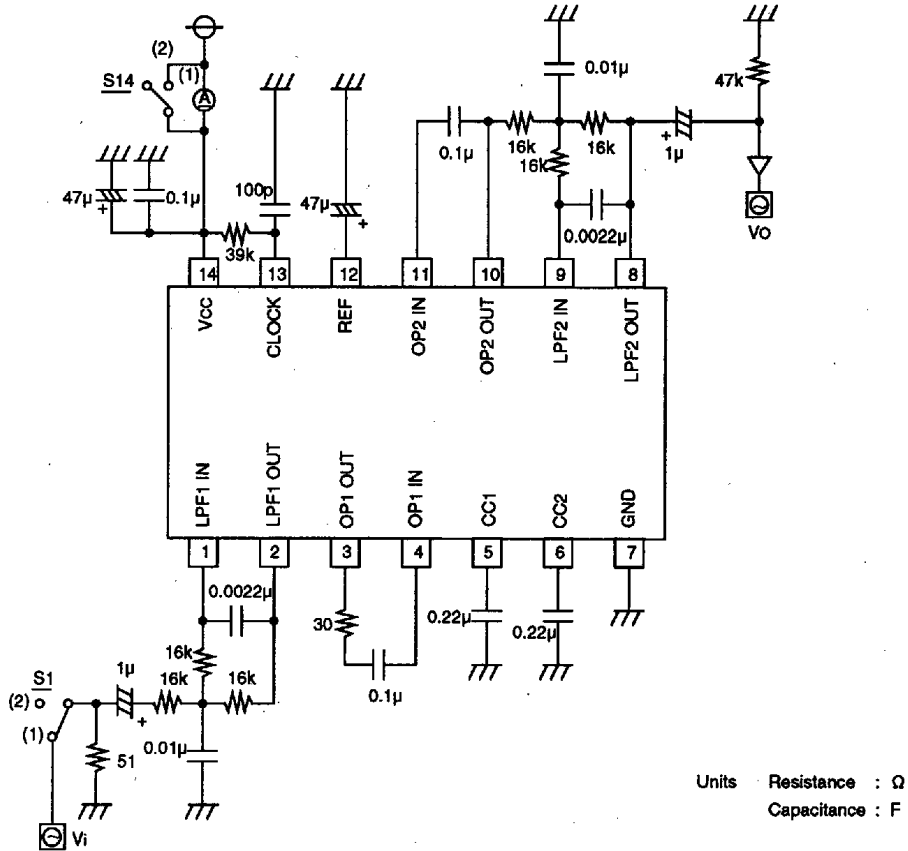 (2)
S14
(1)
A
47k
0.01μ
+
1μ
0.1μ
16k
16k
16k
0.0022μ
VO
47μ
+
0.1μ
100p
47μ
+
39k
14
13
12
11
10
9
8
VCC
CLOCK
REF
OP2 IN
OP2 OUT
LPF2 IN
LPF2 OUT
LPF1 IN
LPF1 OUT
OP1 OUT
OP1 IN
CC1
CC2
GND
1
2
3
4
5
6
7
0.0022μ
30
0.1μ
0.22μ
0.22μ
16k
S1
(2)
(1)
1μ
+
16k
16k
51
0.01μ
Vi
Units Resistance : Ω
Capacitance : F